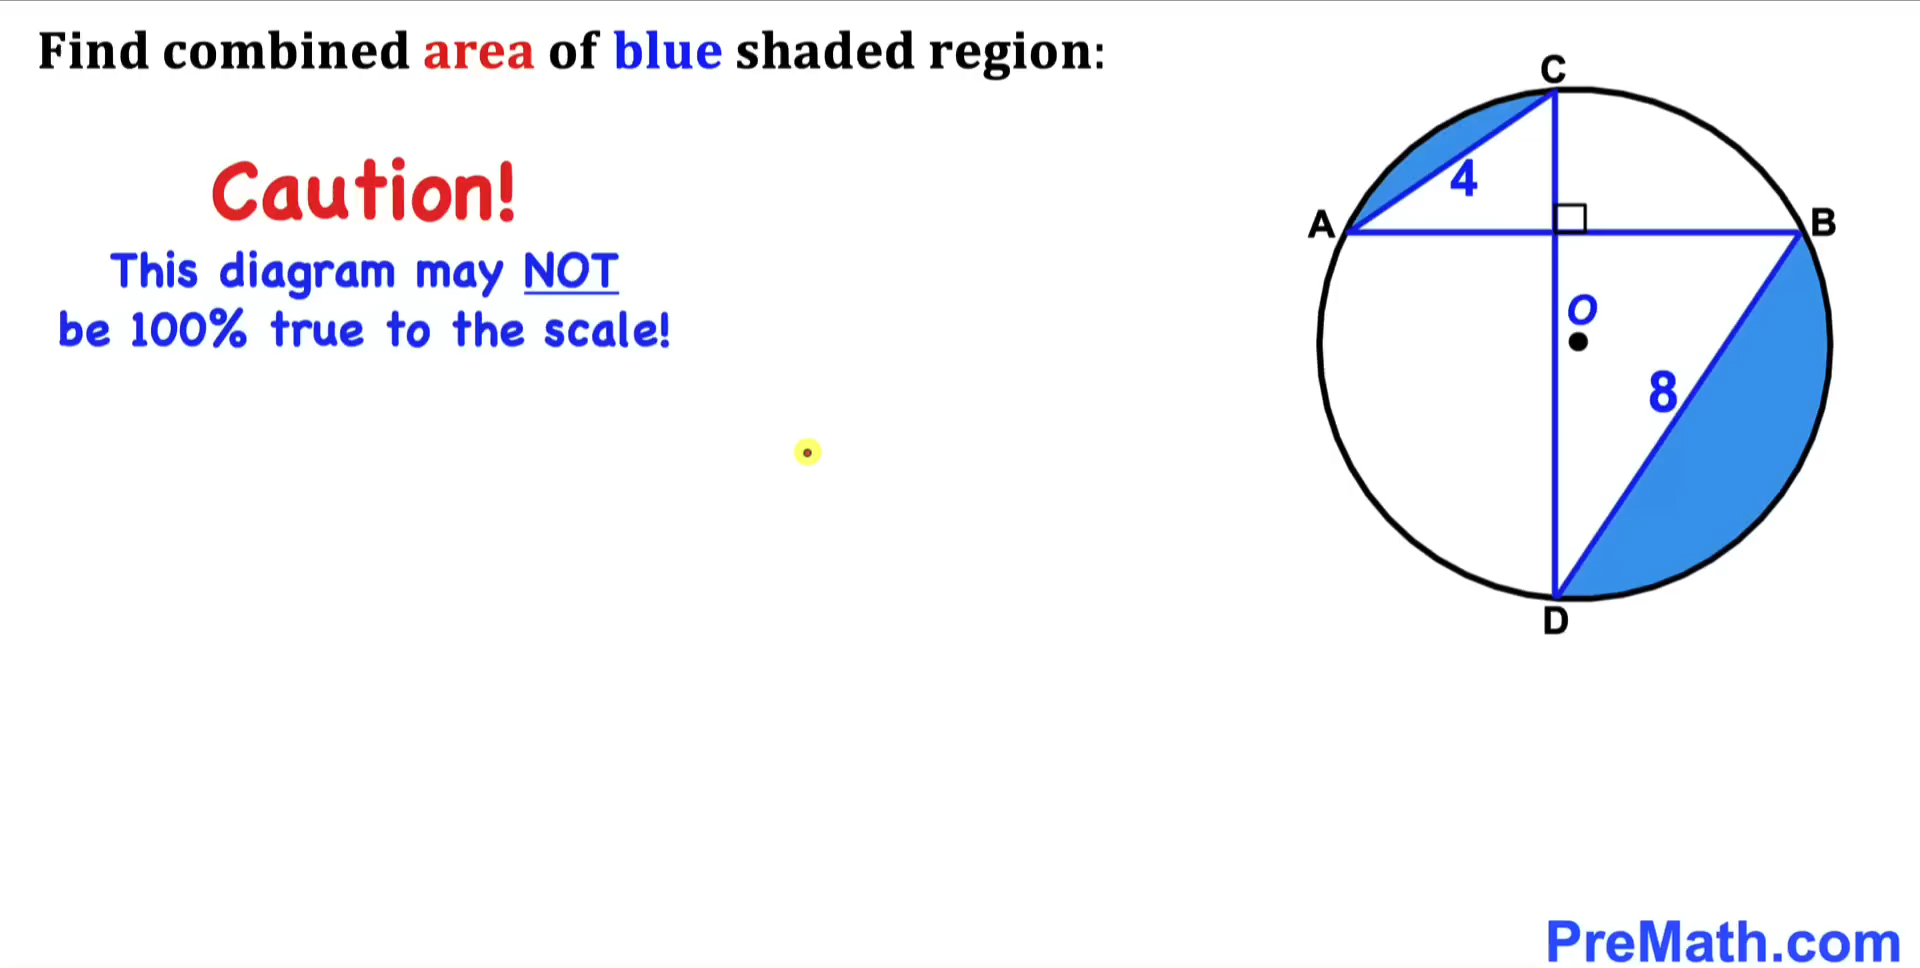 Find combined area of blue shaded region:
Caution!
This diagram may NOT
be 100% true to the scale!
C
4
A
B
O
8
D
PreMath.com